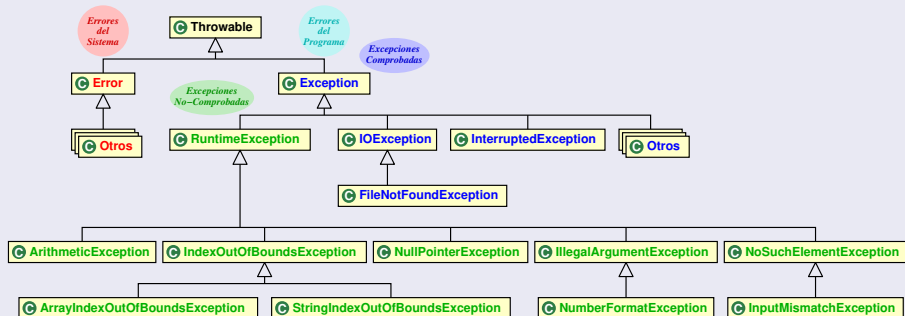 Errores
del
Sistema
C Throwable
Errores
del
Programa
Excepciones
Comprobadas
C Error
Excepciones
No-Comprobadas
C Exception
C Otros
C RuntimeException
C IOException
C InterruptedException
C Otros
C FileNotFoundException
C ArithmeticException
C IndexOutOfBoundsException
C NullPointerException
C IllegalArgumentException
C NoSuchElementException
C ArrayIndexOutOfBoundsException
C StringIndexOutOfBoundsException
C NumberFormatException
C InputMismatchException